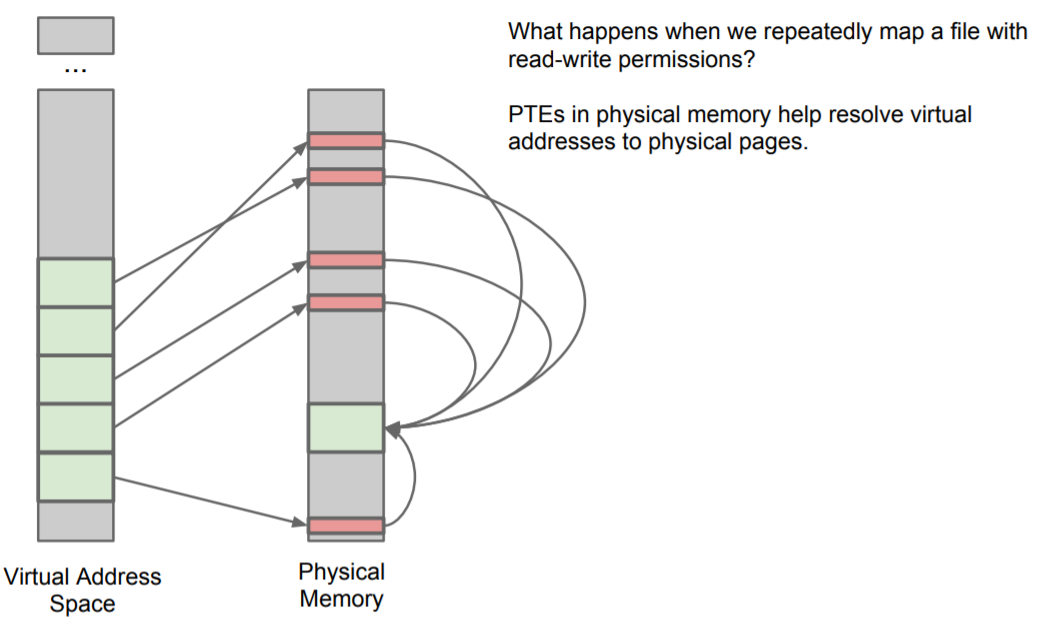 What happens when we repeatedly map a file with
read-write permissions?
PTEs in physical memory help resolve virtual
addresses to physical pages.
...
Virtual Address
Space
Physical
Memory